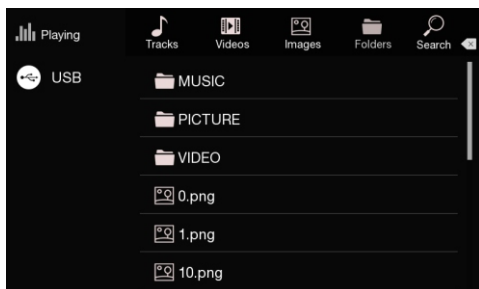 Playing
Tracks
Videos
Images
Folders
Search
USB
MUSIC
PICTURE
VIDEO
0.png
1.png
10.png